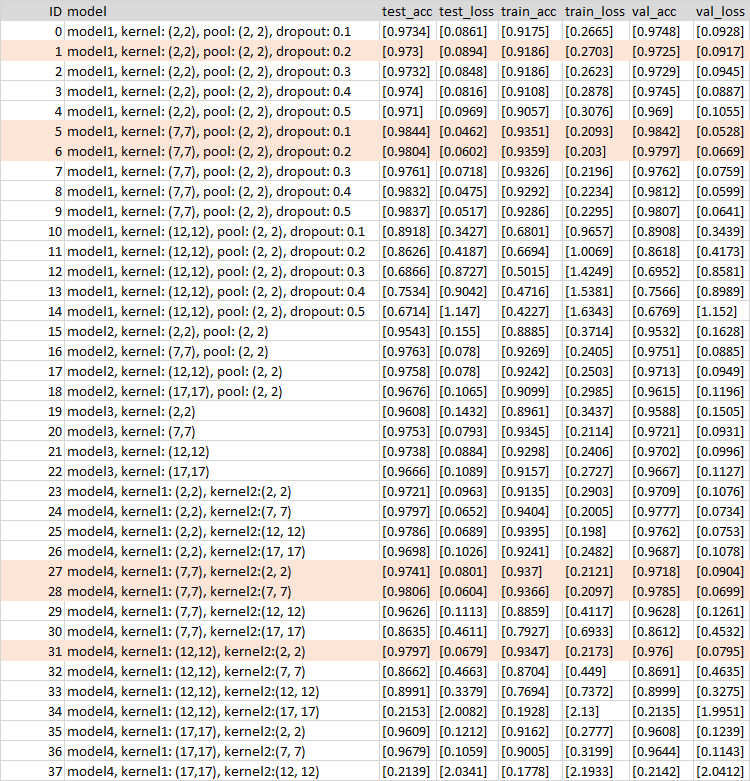 ID model test_acc test_loss train_acc train_loss val_acc val_loss
0 model1, kernel: (2,2), pool: (2, 2), dropout: 0.1 [0.9734] [0.0861] [0.9175] [0.2665] [0.9748] [0.0928]
1 model1, kernel: (2,2), pool: (2, 2), dropout: 0.2 [0.973] [0.0894] [0.9186] [0.2703] [0.9725] [0.0917]
2 model1, kernel: (2,2), pool: (2, 2), dropout: 0.3 [0.9732] [0.0848] [0.9186] [0.2623] [0.9729] [0.0945]
3 model1, kernel: (2,2), pool: (2, 2), dropout: 0.4 [0.974] [0.0816] [0.9108] [0.2878] [0.9745] [0.0887]
4 model1, kernel: (2,2), pool: (2, 2), dropout: 0.5 [0.971] [0.0969] [0.9057] [0.3076] [0.969] [0.1055]
5 model1, kernel: (7,7), pool: (2, 2), dropout: 0.1 [0.9844] [0.0462] [0.9351] [0.2093] [0.9842] [0.0528]
6 model1, kernel: (7,7), pool: (2, 2), dropout: 0.2 [0.9804] [0.0602] [0.9359] [0.203] [0.9797] [0.0669]
7 model1, kernel: (7,7), pool: (2, 2), dropout: 0.3 [0.9761] [0.0718] [0.9326] [0.2196] [0.9762] [0.0759]
8 model1, kernel: (7,7), pool: (2, 2), dropout: 0.4 [0.9832] [0.0475] [0.9292] [0.2234] [0.9812] [0.0599]
9 model1, kernel: (7,7), pool: (2, 2), dropout: 0.5 [0.9837] [0.0517] [0.9286] [0.2295] [0.9807] [0.0641]
10 model1, kernel: (12,12), pool: (2, 2), dropout: 0.1 [0.8918] [0.3427] [0.6801] [0.9657] [0.8908] [0.3439]
11 model1, kernel: (12,12), pool: (2, 2), dropout: 0.2 [0.8626] [0.4187] [0.6694] [1.0069] [0.8618] [0.4173]
12 model1, kernel: (12,12), pool: (2, 2), dropout: 0.3 [0.6866] [0.8727] [0.5015] [1.4249] [0.6952] [0.8581]
13 model1, kernel: (12,12), pool: (2, 2), dropout: 0.4 [0.7534] [0.9042] [0.4716] [1.5381] [0.7566] [0.8989]
14 model1, kernel: (12,12), pool: (2, 2), dropout: 0.5 [0.6714] [1.147] [0.4227] [1.6343] [0.6769] [1.152]
15 model2, kernel: (2,2), pool: (2, 2) [0.9543] [0.155] [0.8885] [0.3714] [0.9532] [0.1628]
16 model2, kernel: (7,7), pool: (2, 2) [0.9763] [0.078] [0.9269] [0.2405] [0.9751] [0.0885]
17 model2, kernel: (12,12), pool: (2, 2) [0.9758] [0.078] [0.9242] [0.2503] [0.9713] [0.0949]
18 model2, kernel: (17,17), pool: (2, 2) [0.9676] [0.1065] [0.9099] [0.2985] [0.9615] [0.1196]
19 model3, kernel: (2,2) [0.9608] [0.1432] [0.8961] [0.3437] [0.9588] [0.1505]
20 model3, kernel: (7,7) [0.9753] [0.0793] [0.9345] [0.2114] [0.9721] [0.0931]
21 model3, kernel: (12,12) [0.9738] [0.0884] [0.9298] [0.2406] [0.9702] [0.0996]
22 model3, kernel: (17,17) [0.9666] [0.1089] [0.9157] [0.2727] [0.9667] [0.1127]
23 model4, kernel1: (2,2), kernel2:(2, 2) [0.9721] [0.0963] [0.9135] [0.2903] [0.9709] [0.1076]
24 model4, kernel1: (2,2), kernel2:(7, 7) [0.9797] [0.0652] [0.9404] [0.2005] [0.9777] [0.0734]
25 model4, kernel1: (2,2), kernel2:(12, 12) [0.9786] [0.0689] [0.9395] [0.198] [0.9762] [0.0753]
26 model4, kernel1: (2,2), kernel2:(17, 17) [0.9698] [0.1026] [0.9241] [0.2482] [0.9687] [0.1078]
27 model4, kernel1: (7,7), kernel2:(2, 2) [0.9741] [0.0801] [0.937] [0.2121] [0.9718] [0.0904]
28 model4, kernel1: (7,7), kernel2:(7, 7) [0.9806] [0.0604] [0.9366] [0.2097] [0.9785] [0.0699]
29 model4, kernel1: (7,7), kernel2:(12, 12) [0.9626] [0.1113] [0.8859] [0.4117] [0.9628] [0.1261]
30 model4, kernel1: (7,7), kernel2:(17, 17) [0.8635] [0.4611] [0.7927] [0.6933] [0.8612] [0.4532]
31 model4, kernel1: (12,12), kernel2:(2, 2) [0.9797] [0.0679] [0.9347] [0.2173] [0.976] [0.0795]
32 model4, kernel1: (12,12), kernel2:(7, 7) [0.8662] [0.4663] [0.8704] [0.449] [0.8691] [0.4635]
33 model4, kernel1: (12,12), kernel2:(12, 12) [0.8991] [0.3379] [0.7694] [0.7372] [0.8999] [0.3275]
34 model4, kernel1: (12,12), kernel2:(17, 17) [0.2153] [2.0082] [0.1928] [2.13] [0.2135] [1.9951]
35 model4, kernel1: (17,17), kernel2:(2, 2) [0.9609] [0.1212] [0.9162] [0.2777] [0.9608] [0.1239]
36 model4, kernel1: (17,17), kernel2:(7, 7) [0.9679] [0.1059] [0.9005] [0.3199] [0.9644] [0.1143]
37 model4, kernel1: (17,17), kernel2:(12, 12) [0.2139] [2.0341] [0.1778] [2.1933] [0.2142] [2.0412]